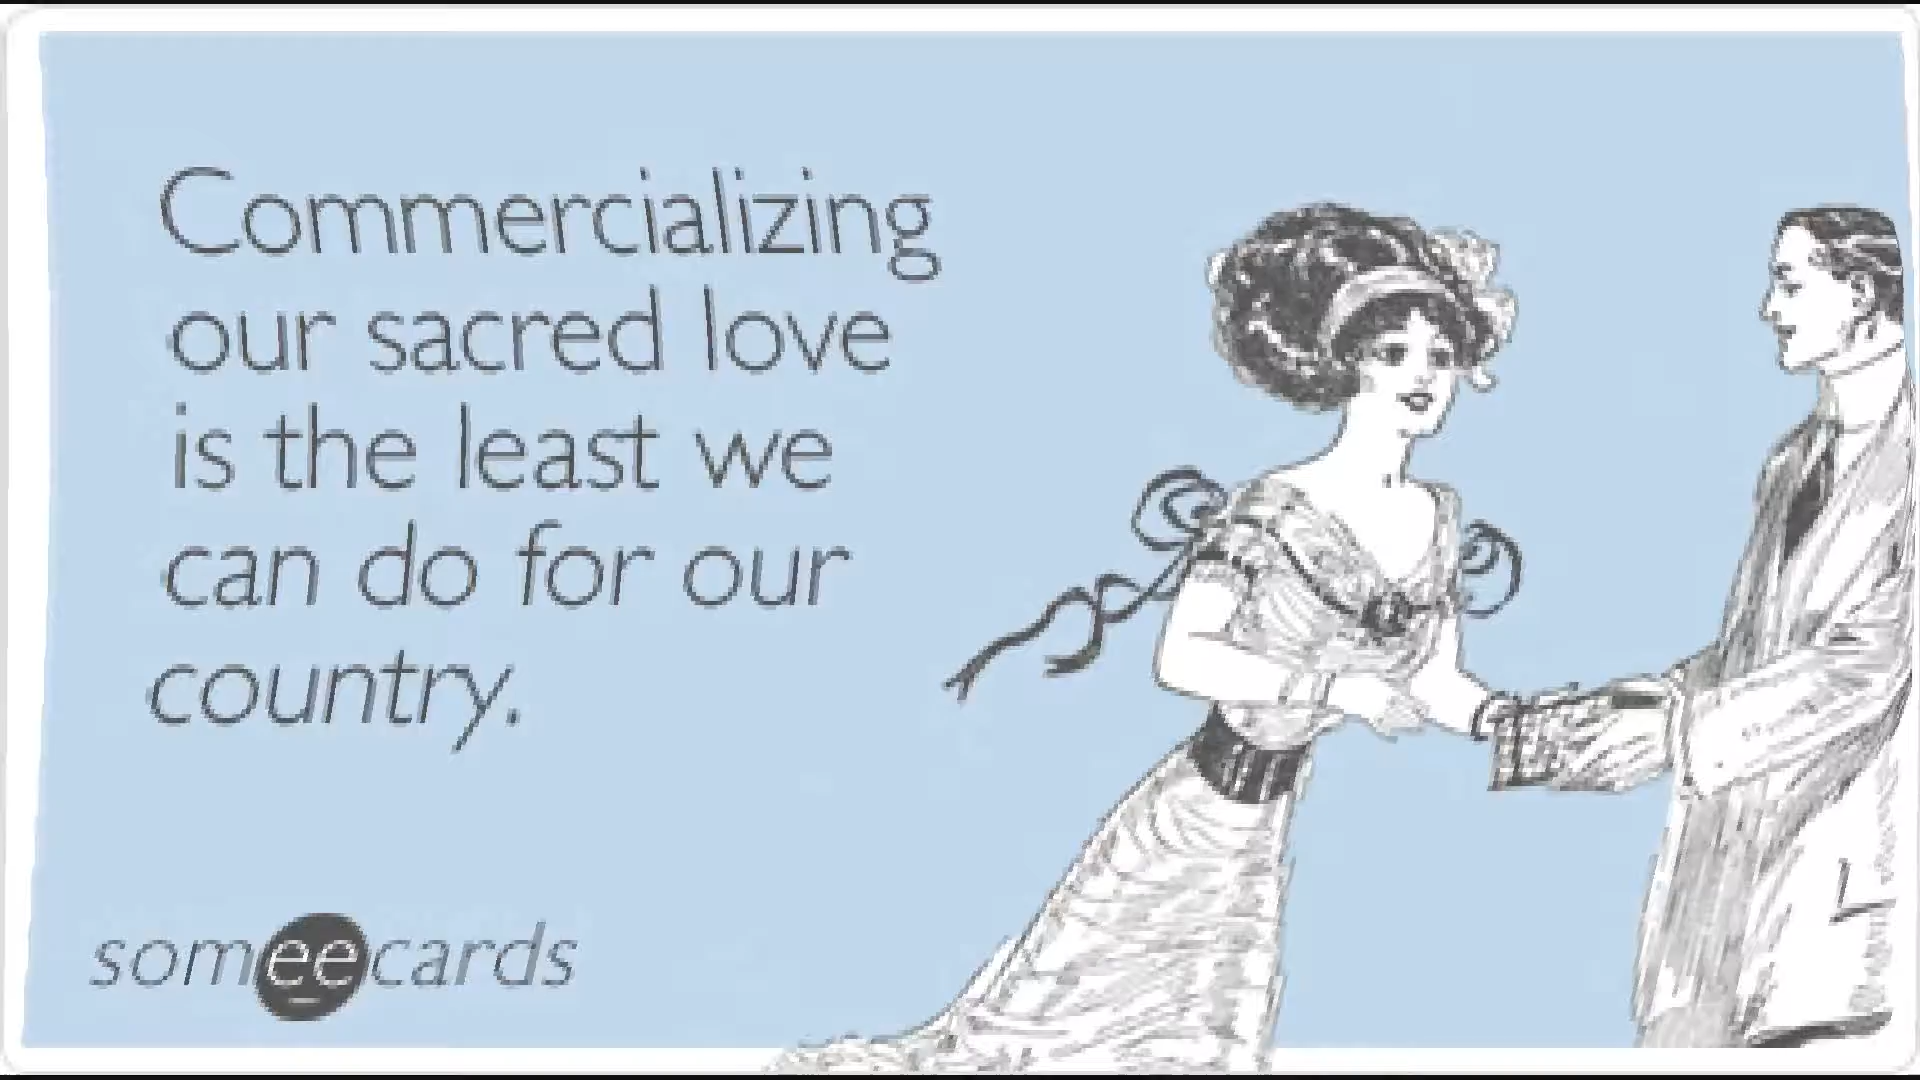 Commercializing
our sacred love
is the least we
can do for our
country.
someecards